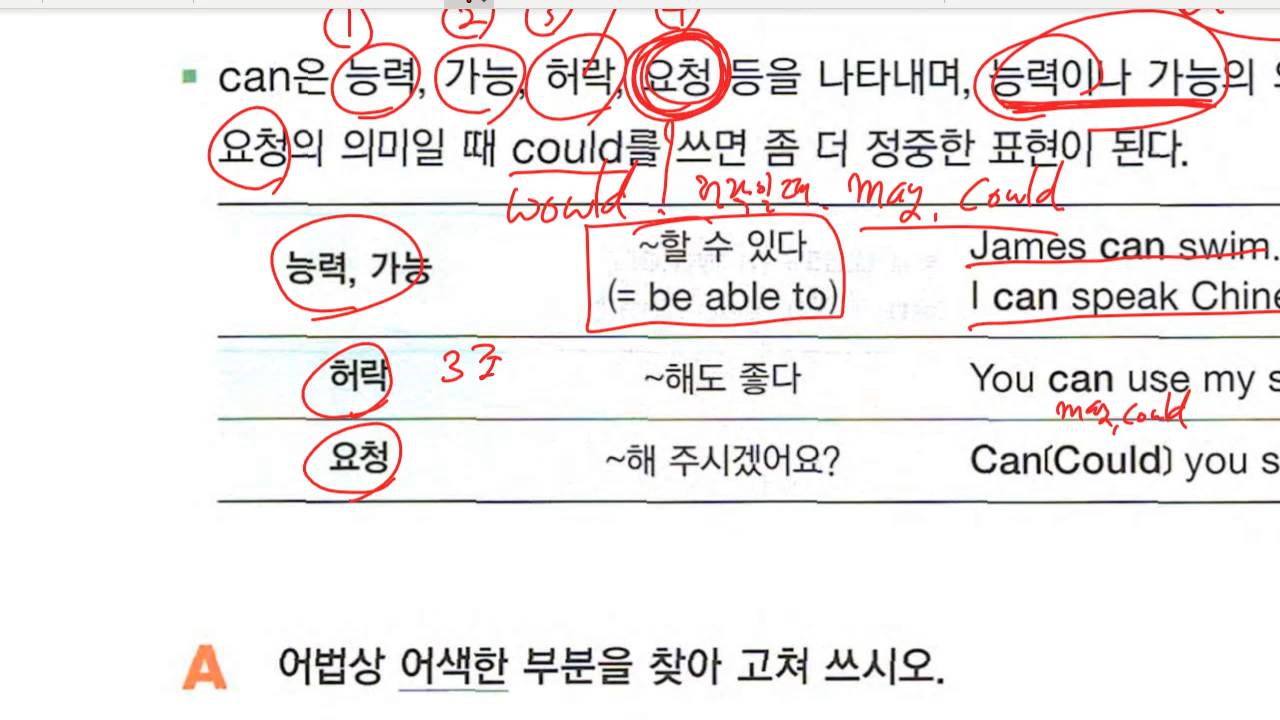 ① ② ③ ④
can은 능력, 가능, 허락, 요청 등을 나타내며, 능력이나 가능의
요청의 의미일 때 could를 쓰면 좀 더 정중한 표현이 된다.
would may, could
능력, 가능 ~할 수 있다 James can swim.
(= be able to) I can speak Chine
허락 ~해도 좋다 You can use my s
may, could
요청 ~해 주시겠어요? Can(Could) you s
A 어법상 어색한 부분을 찾아 고쳐 쓰시오.